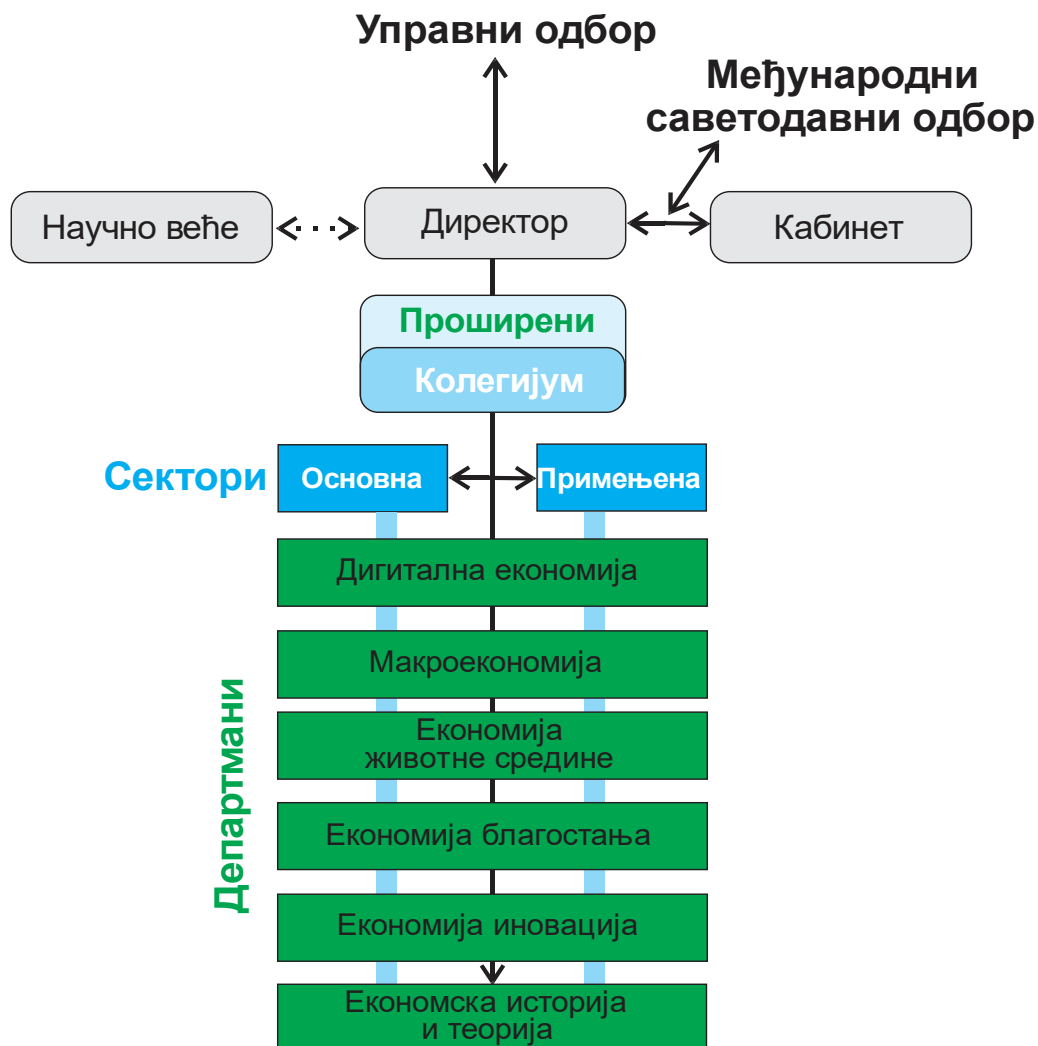 Управни одбор
Међународни
саветодавни одбор
Научно веће
Директор
Кабинет
Проширени
Колегијум
Сектори
Основна
Примењена
Департмани
Дигитална економија
Макроекономија
Економија
животне средине
Економија благостања
Економија иновација
Економска историја
и теорија